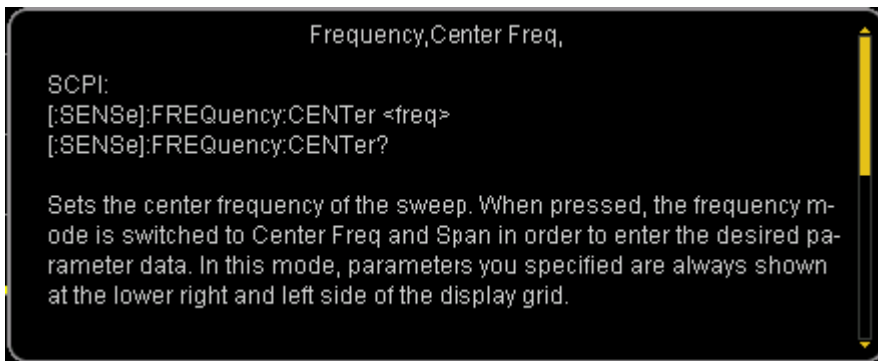 Frequency,Center Freq,
SCPI:
[:SENSe]:FREQuency:CENTer <freq>
[:SENSe]:FREQuency:CENTer?
Sets the center frequency of the sweep. When pressed, the frequency m-
ode is switched to Center Freq and Span in order to enter the desired pa-
rameter data. In this mode, parameters you specified are always shown
at the lower right and left side of the display grid.